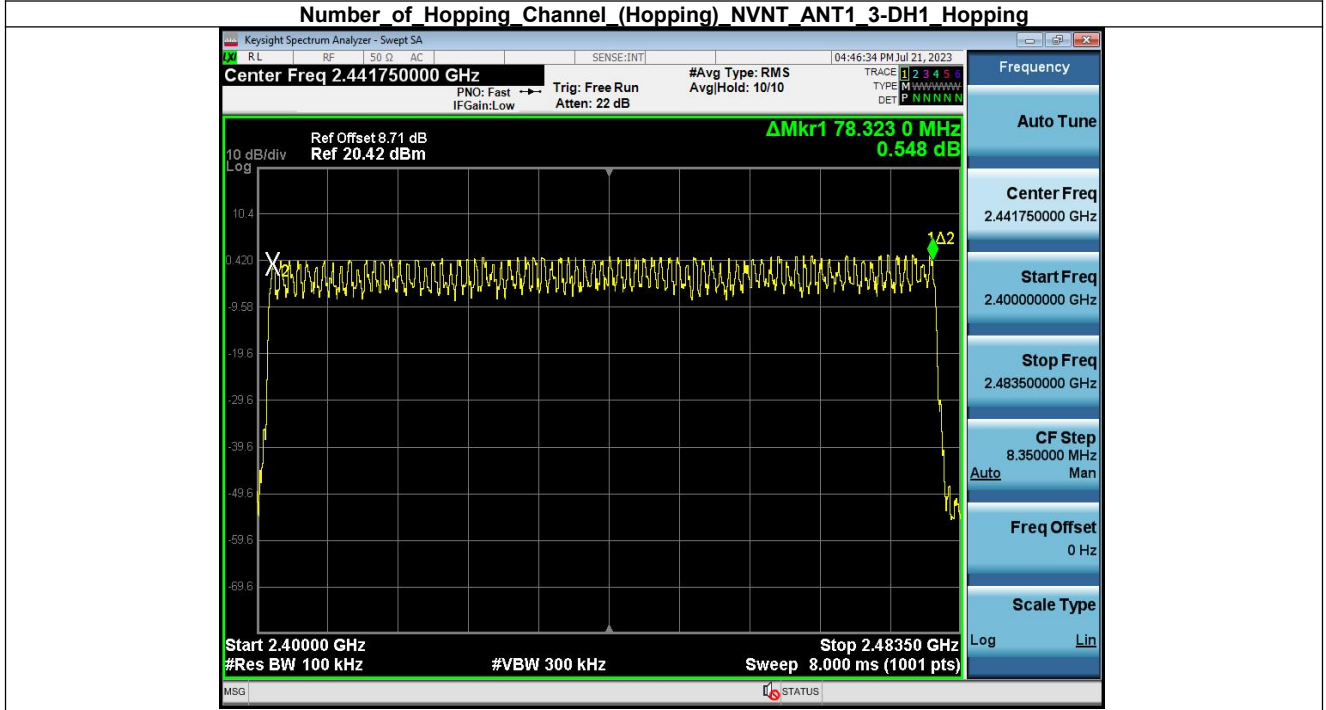 Number_of_Hopping_Channel_(Hopping)_NVNT_ANT1_3-DH1_Hopping
Keysight Spectrum Analyzer - Swept SA
LXI RL RF 50 Ω AC SENSE:INT 04:46:34 PM Jul 21, 2023
Center Freq 2.441750000 GHz
PNO: Fast
IFGain:Low
Trig: Free Run
Atten: 22 dB
#Avg Type: RMS
Avg|Hold: 10/10
TRACE 1 2 3 4 5 6
TYPE M WWWWW
DET P N N N N N
ΔMkr1 78.323 0 MHz
0.548 dB
Ref Offset 8.71 dB
10 dB/div Ref 20.42 dBm
Log
10.4
0.420
-9.58
-19.6
-29.6
-39.6
-49.6
-59.6
-69.6
X2
1Δ2
Start 2.40000 GHz Stop 2.48350 GHz
#Res BW 100 kHz #VBW 300 kHz Sweep 8.000 ms (1001 pts)
MSG STATUS
Frequency
Auto Tune
Center Freq
2.441750000 GHz
Start Freq
2.400000000 GHz
Stop Freq
2.483500000 GHz
CF Step
8.350000 MHz
Auto Man
Freq Offset
0 Hz
Scale Type
Log Lin